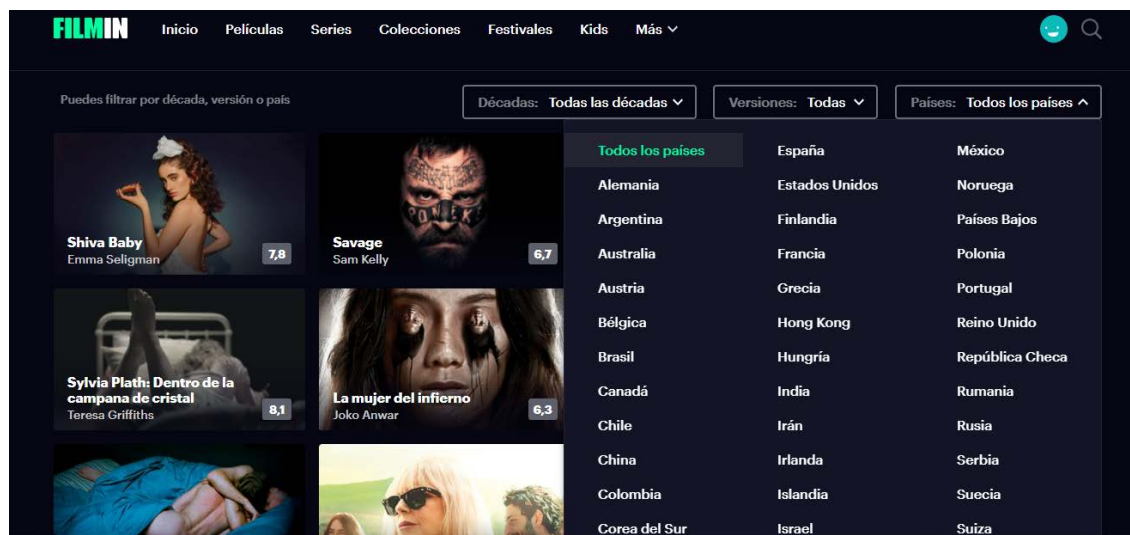 FILMIN
Inicio Películas Series Colecciones Festivales Kids Más
Puedes filtrar por década, versión o país
Décadas: Todas las décadas
Versiones: Todas
Países: Todos los países
Shiva Baby
Emma Seligman
7,8
Savage
Sam Kelly
6,7
POWER
Sylvia Plath: Dentro de la
campana de cristal
Teresa Griffiths
8,1
La mujer del infierno
Joko Anwar
6,3
Todos los países España México
Alemania Estados Unidos Noruega
Argentina Finlandia Países Bajos
Australia Francia Polonia
Austria Grecia Portugal
Bélgica Hong Kong Reino Unido
Brasil Hungría República Checa
Canadá India Rumania
Chile Irán Rusia
China Irlanda Serbia
Colombia Islandia Suecia
Corea del Sur Israel Suiza